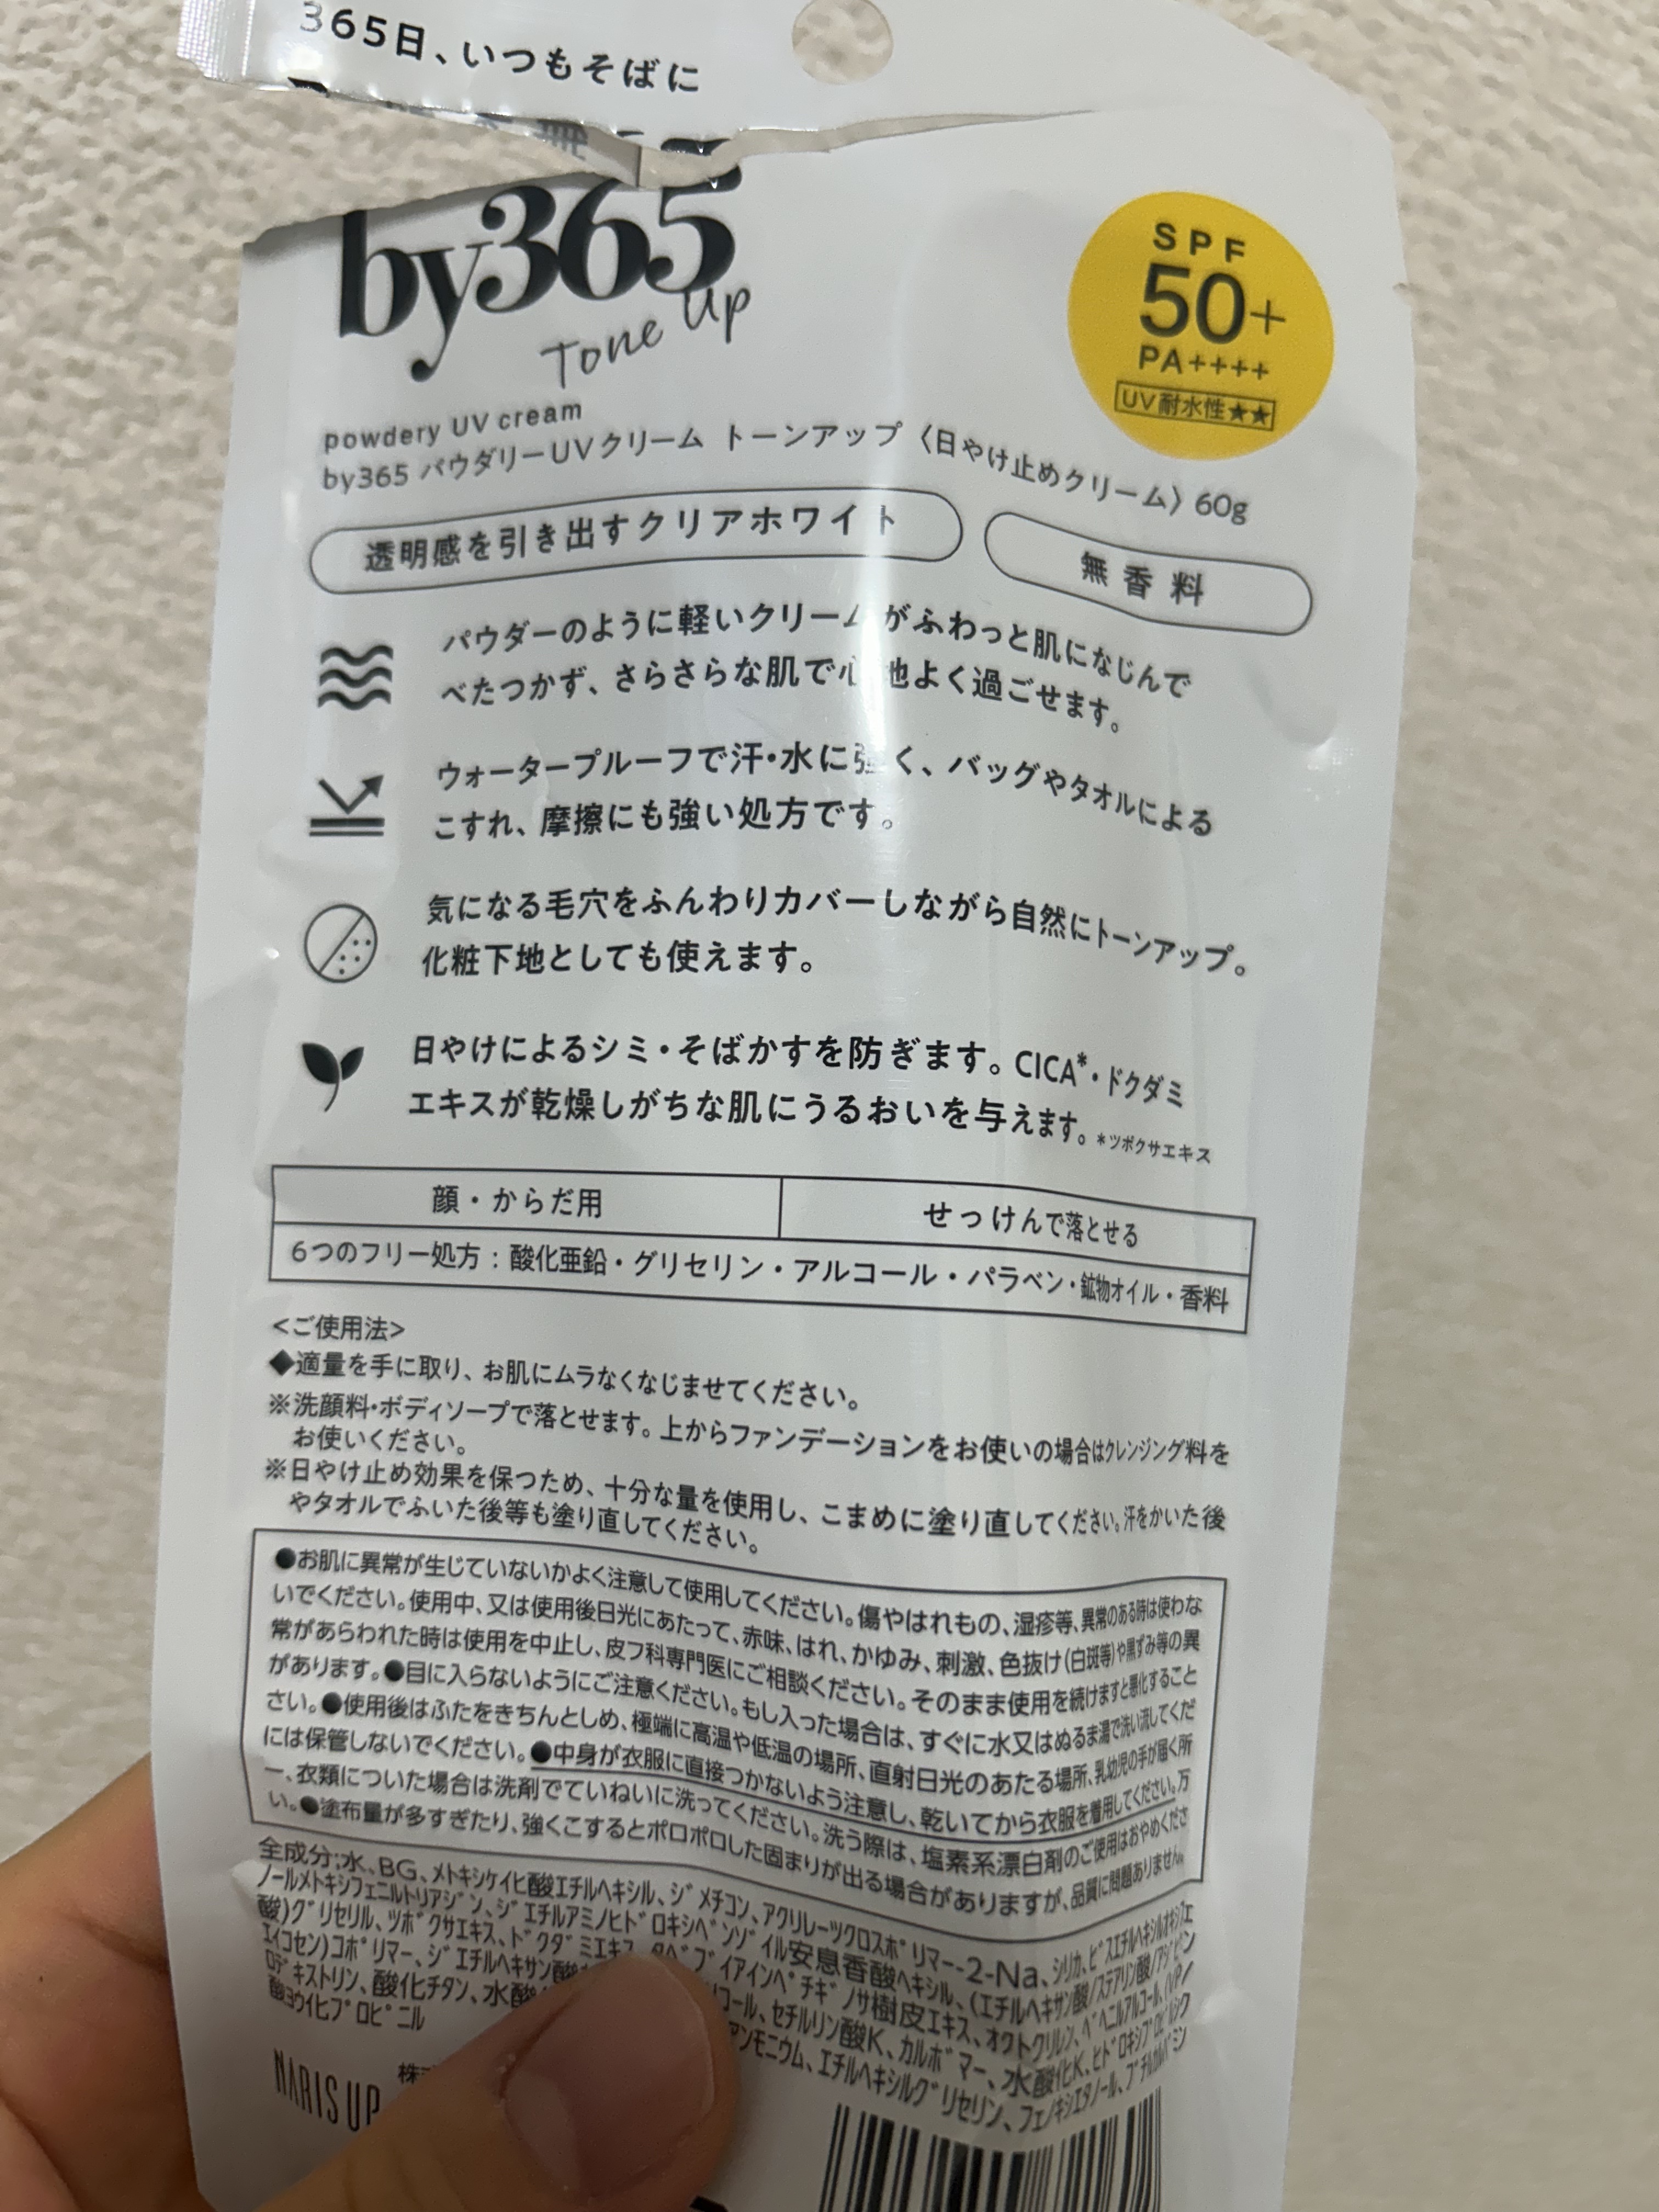 365日、いつもそばに
by365
Tone Up
SPF
50+
PA++++
UV耐水性★★
powdery UV cream
by365 パウダリーUVクリーム トーンアップ〈日やけ止めクリーム〉60g
透明感を引き出すクリアホワイト
無香料
パウダーのように軽いクリームがふわっと肌になじんで
べたつかず、さらさらな肌で心地よく過ごせます。
ウォータープルーフで汗・水に強く、バッグやタオルによる
こすれ、摩擦にも強い処方です。
気になる毛穴をふんわりカバーしながら自然にトーンアップ。
化粧下地としても使えます。
日やけによるシミ・そばかすを防ぎます。CICA*・ドクダミ
エキスが乾燥しがちな肌にうるおいを与えます。*ツボクサエキス
顔・からだ用
せっけんで落とせる
6つのフリー処方：酸化亜鉛・グリセリン・アルコール・パラベン・鉱物オイル・香料
<ご使用法>
◆適量を手に取り、お肌にムラなくなじませてください。
※洗顔料・ボディソープで落とせます。上からファンデーションをお使いの場合はクレンジング料を
お使いください。
※日やけ止め効果を保つため、十分な量を使用し、こまめに塗り直してください。汗をかいた後
やタオルでふいた後等も塗り直してください。
●お肌に異常が生じていないかよく注意して使用してください。傷やはれもの、湿疹等、異常のある時は使わな
いでください。使用中、又は使用後日光にあたって、赤味、はれ、かゆみ、刺激、色抜け(白斑等)や黒ずみ等の異
常があらわれた時は使用を中止し、皮フ科専門医にご相談ください。そのまま使用を続けますと悪化すること
があります。●目に入らないようにご注意ください。もし入った場合は、すぐに水又はぬるま湯で洗い流してくだ
さい。●使用後はふたをきちんとしめ、極端に高温や低温の場所、直射日光のあたる場所、乳幼児の手が届く所
には保管しないでください。●中身が衣服に直接つかないよう注意し、乾いてから衣服を着用してください。万
一、衣類についた場合は洗剤でていねいに洗ってください。洗う際は、塩素系漂白剤のご使用はおやめくださ
い。●塗布量が多すぎたり、強くこするとポロポロした固まりが出る場合がありますが、品質に問題ありません。
全成分:水、BG、メトキシケイヒ酸エチルヘキシル、ジメチコン、アクリレーツクロスポリマー-2-Na、シリカ、ビスエチルヘキシルオキシフェ
ノールメトキシフェニルトリアジン、ジエチルアミノヒドロキシベンゾイル安息香酸ヘキシル、(エチルヘキサン酸/ステアリン酸/アジピン
酸)グリセリル、ツボクサエキス、ドクダミエキス、タベブイアインペチギノサ樹皮エキス、オクトクリレン、ベヘニルアルコール、(VP/
エイコセン)コポリマー、ジエチルヘキサン酸 コール、セチルリン酸K、カルボマー、水酸化K、ヒドロキシプロピルシク
ロデキストリン、酸化チタン、水酸 アンモニウム、エチルヘキシルグリセリン、フェノキシエタノール、ブチルカルバミン
酸ヨウ化プロピニル
NARIS UP